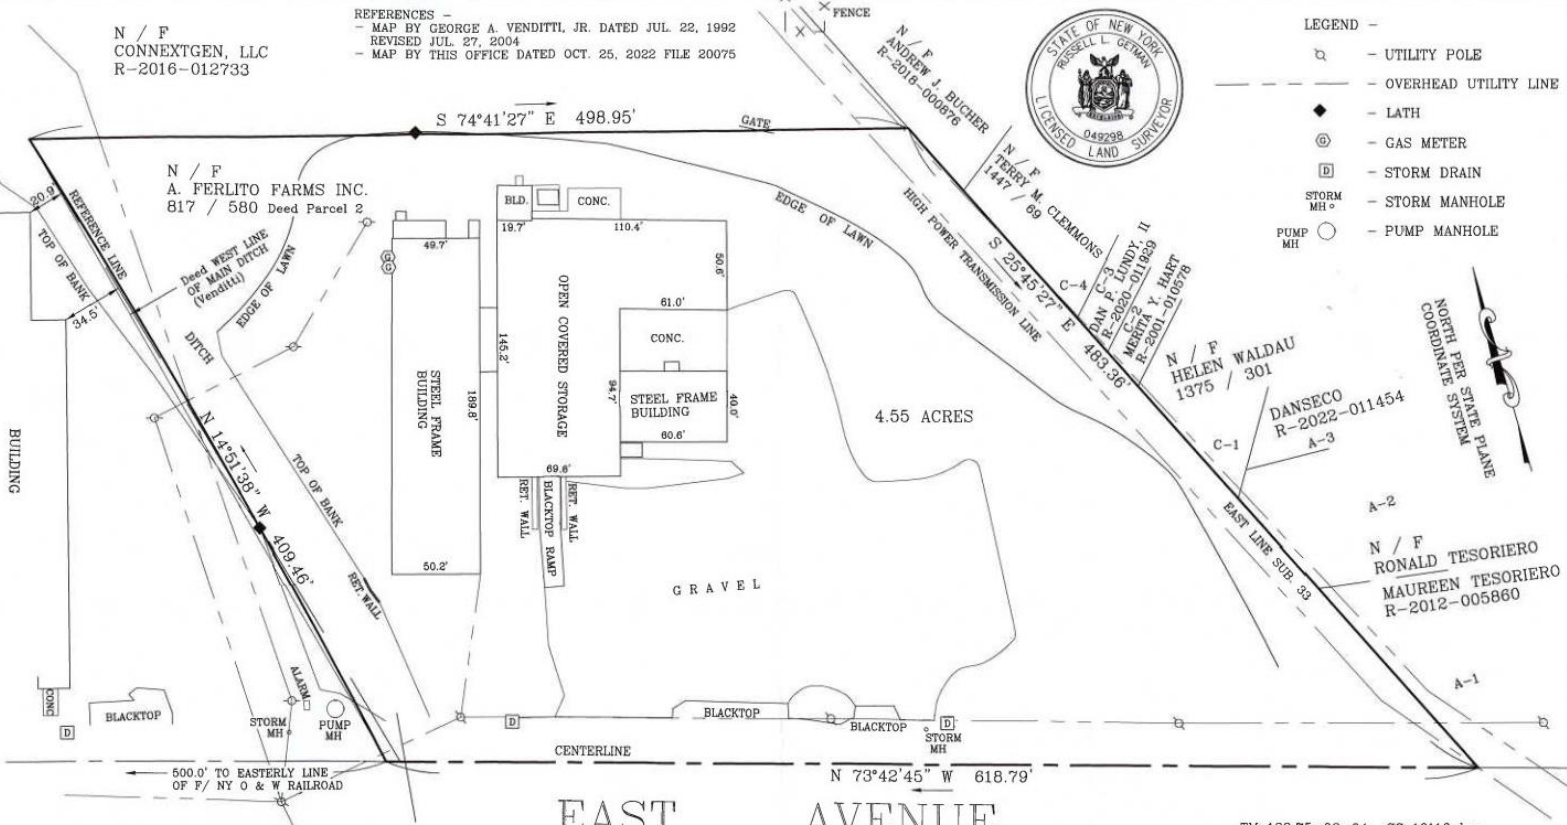 REFERENCES –
– MAP BY GEORGE A. VENDITTI, JR. DATED JUL. 22, 1992
REVISED JUL. 27, 2004
– MAP BY THIS OFFICE DATED OCT. 25, 2022 FILE 20075
N / F
CONNEXTGEN, LLC
R-2016-012733
FENCE
N / F
ANDREW J. BUCHER
R-2018-000876
STATE OF NEW YORK
RUSSELL L. GETMAN
049298
LICENSED LAND SURVEYOR
LEGEND –
– UTILITY POLE
– OVERHEAD UTILITY LINE
– LATH
G – GAS METER
D – STORM DRAIN
STORM
MH – STORM MANHOLE
PUMP
MH – PUMP MANHOLE
S 74°41'27" E 498.95'
GATE
N / F
A. FERLITO FARMS INC.
817 / 580 Deed Parcel 2
N / F
TERRY M. CLEMMONS
1447 / 69
20.9'
REFERENCE LINE
TOP OF BANK
34.5'
Deed WEST LINE
OF MAIN DITCH
(Venditti)
EDGE OF LAWN
DITCH
BLD.
CONC.
19.7'
110.4'
49.7'
G
G
50.6'
61.0'
CONC.
145.2'
OPEN COVERED STORAGE
STEEL FRAME
BUILDING
189.8'
94.7'
STEEL FRAME
BUILDING
40.0'
60.6'
69.6'
50.2'
RET. WALL
BLACKTOP RAMP
RET. WALL
EDGE OF LAWN
HIGH POWER TRANSMISSION LINE
S 25°45'27" E 483.36'
C-4
C-3
DAN P. LUNDY, II
R-2020-011929
C-2
MERITA Y. HART
R-2001-010578
N / F
HELEN WALDAU
1375 / 301
C-1
DANSECO
R-2022-011454
A-3
A-2
NORTH PER STATE PLANE
COORDINATE SYSTEM
4.55 ACRES
GRAVEL
EAST LINE SUB. 33
N / F
RONALD TESORIERO
MAUREEN TESORIERO
R-2012-005860
A-1
BUILDING
N 14°51'38" W 409.46'
TOP OF BANK
RET. WALL
ALARM
CONC
D
BLACKTOP
STORM
MH
PUMP
MH
D
BLACKTOP
BLACKTOP
D
STORM
MH
CENTERLINE
500.0' TO EASTERLY LINE
OF F/ NY O & W RAILROAD
N 73°42'45" W 618.79'
EAST AVENUE